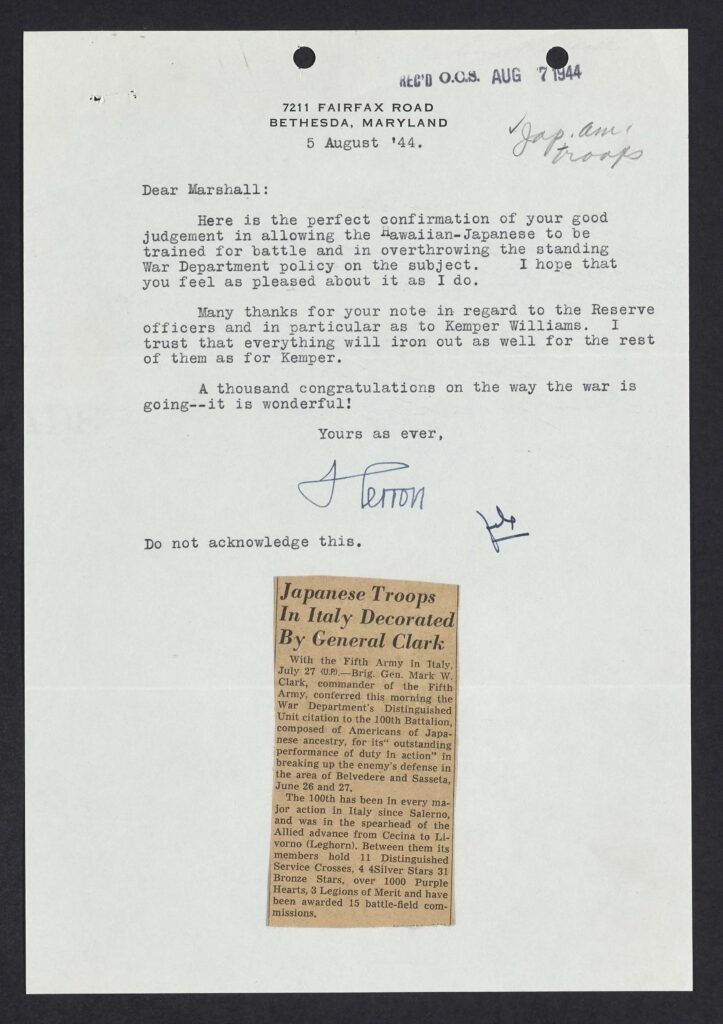 REC'D O.C.S. AUG 7 1944
7211 FAIRFAX ROAD
BETHESDA, MARYLAND
5 August '44.
✓Jap. Am.
troops
Dear Marshall:
Here is the perfect confirmation of your good
judgement in allowing the Hawaiian-Japanese to be
trained for battle and in overthrowing the standing
War Department policy on the subject. I hope that
you feel as pleased about it as I do.
Many thanks for your note in regard to the Reserve
officers and in particular as to Kemper Williams. I
trust that everything will iron out as well for the rest
of them as for Kemper.
A thousand congratulations on the way the war is
going--it is wonderful!
Yours as ever,
Herron
file
Do not acknowledge this.
Japanese Troops
In Italy Decorated
By General Clark
With the Fifth Army in Italy,
July 27 (U.P.).—Brig. Gen. Mark W.
Clark, commander of the Fifth
Army, conferred this morning the
War Department's Distinguished
Unit citation to the 100th Battalion,
composed of Americans of Japa-
nese ancestry, for its" outstanding
performance of duty in action" in
breaking up the enemy's defense in
the area of Belvedere and Sasseta,
June 26 and 27.
The 100th has been in every ma-
jor action in Italy since Salerno,
and was in the spearhead of the
Allied advance from Cecina to Li-
vorno (Leghorn). Between them its
members hold 11 Distinguished
Service Crosses, 4 4Silver Stars 31
Bronze Stars, over 1000 Purple
Hearts, 3 Legions of Merit and have
been awarded 15 battle-field com-
missions.